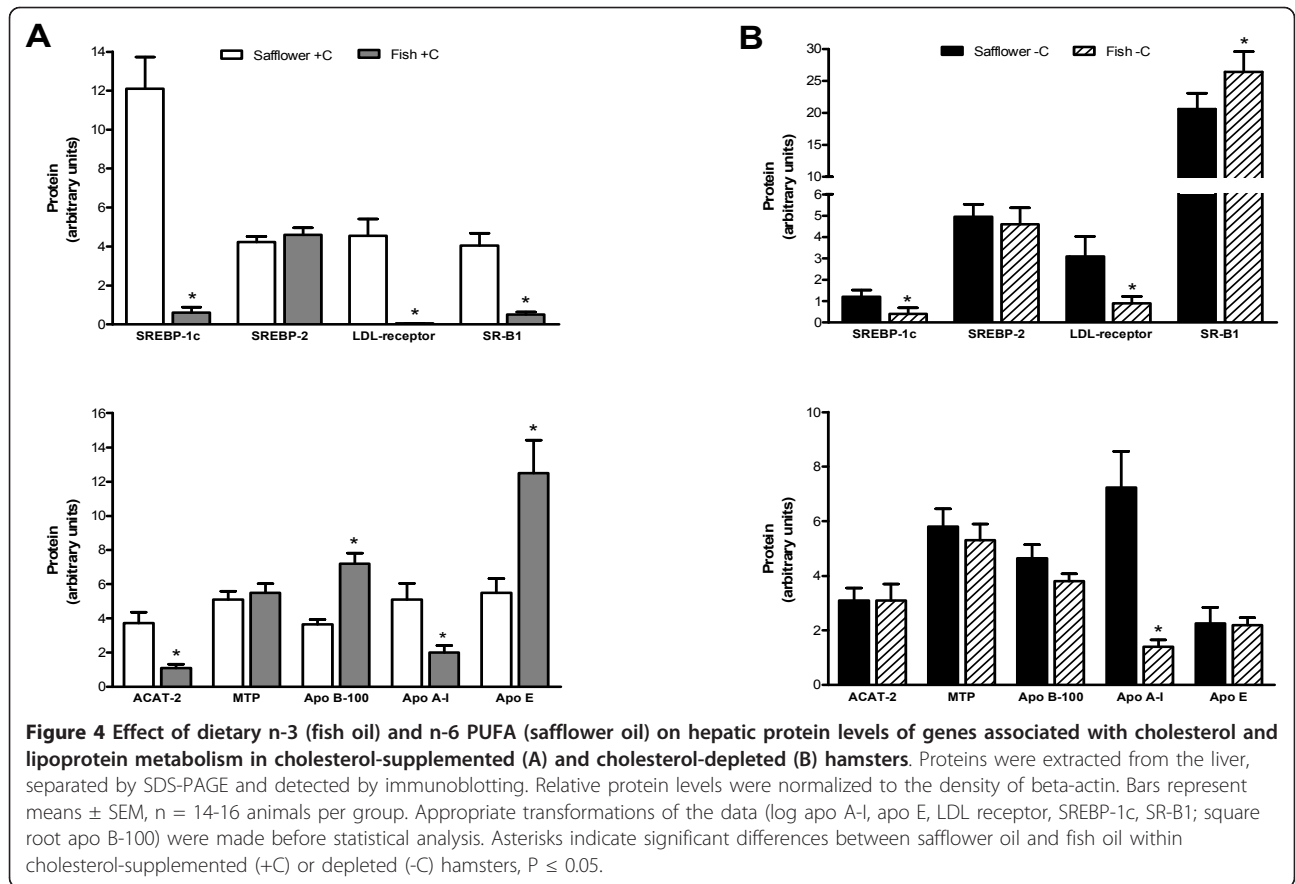 A
Safflower +C
Fish +C
Protein
(arbitrary units)
14
12
10
8
6
4
2
0
*
*
*
SREBP-1c
SREBP-2
LDL-receptor
SR-B1
B
Safflower -C
Fish -C
*
Protein
(arbitrary units)
30
25
20
15
10
6
5
4
3
2
1
0
*
*
SREBP-1c
SREBP-2
LDL-receptor
SR-B1
Protein
(arbitrary units)
16
14
12
10
8
6
4
2
0
*
*
*
*
ACAT-2
MTP
Apo B-100
Apo A-I
Apo E
Protein
(arbitrary units)
10
8
6
4
2
0
*
ACAT-2
MTP
Apo B-100
Apo A-I
Apo E
Figure 4 Effect of dietary n-3 (fish oil) and n-6 PUFA (safflower oil) on hepatic protein levels of genes associated with cholesterol and
lipoprotein metabolism in cholesterol-supplemented (A) and cholesterol-depleted (B) hamsters. Proteins were extracted from the liver,
separated by SDS-PAGE and detected by immunoblotting. Relative protein levels were normalized to the density of beta-actin. Bars represent
means ± SEM, n = 14-16 animals per group. Appropriate transformations of the data (log apo A-I, apo E, LDL receptor, SREBP-1c, SR-B1; square
root apo B-100) were made before statistical analysis. Asterisks indicate significant differences between safflower oil and fish oil within
cholesterol-supplemented (+C) or depleted (-C) hamsters, P ≤ 0.05.